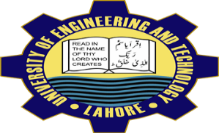 UNIVERSITY OF ENGINEERING AND TECHNOLOGY
READ IN
THE NAME
OF THY
LORD WHO
CREATES
• LAHORE •